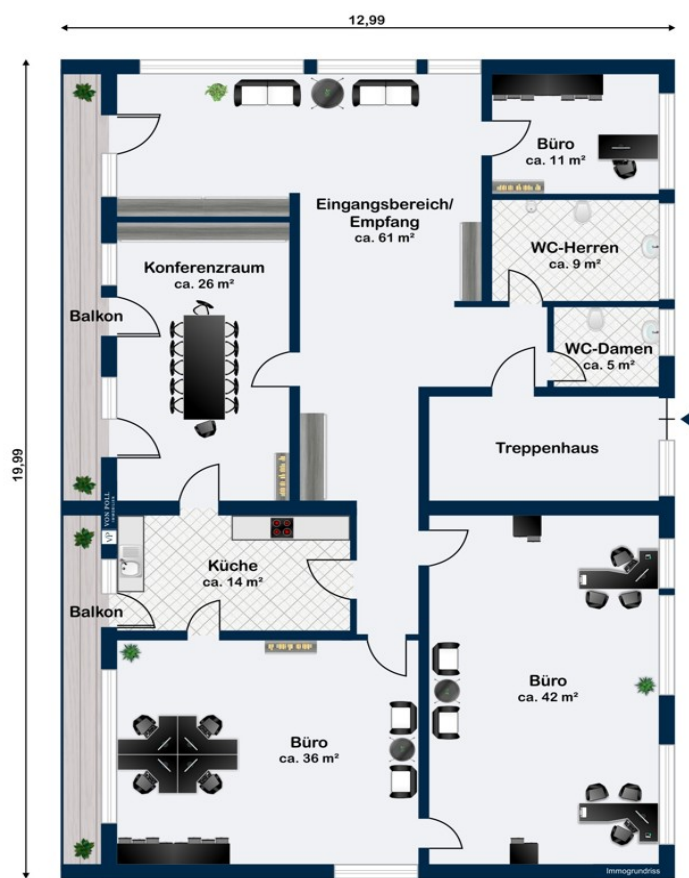 12,99
19,99
Büro
ca. 11 m²
Eingangsbereich/
Empfang
ca. 61 m²
WC-Herren
ca. 9 m²
Konferenzraum
ca. 26 m²
Balkon
WC-Damen
ca. 5 m²
Treppenhaus
VP VON POLL
IMMOBILIEN
Küche
ca. 14 m²
Balkon
Büro
ca. 42 m²
Büro
ca. 36 m²
Immogrundriss